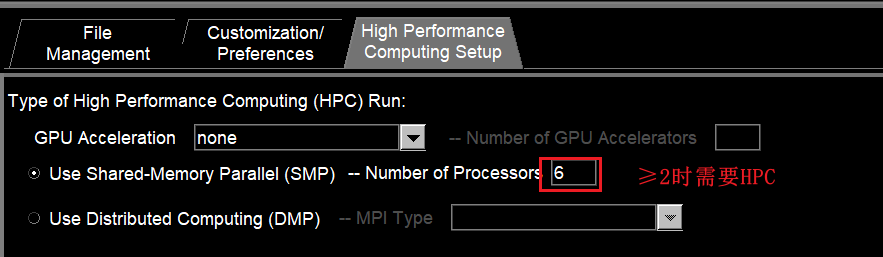 File
Management
Customization/
Preferences
High Performance
Computing Setup
Type of High Performance Computing (HPC) Run:
GPU Acceleration none -- Number of GPU Accelerators
Use Shared-Memory Parallel (SMP) -- Number of Processors 6 ≥2时需要HPC
Use Distributed Computing (DMP) -- MPI Type